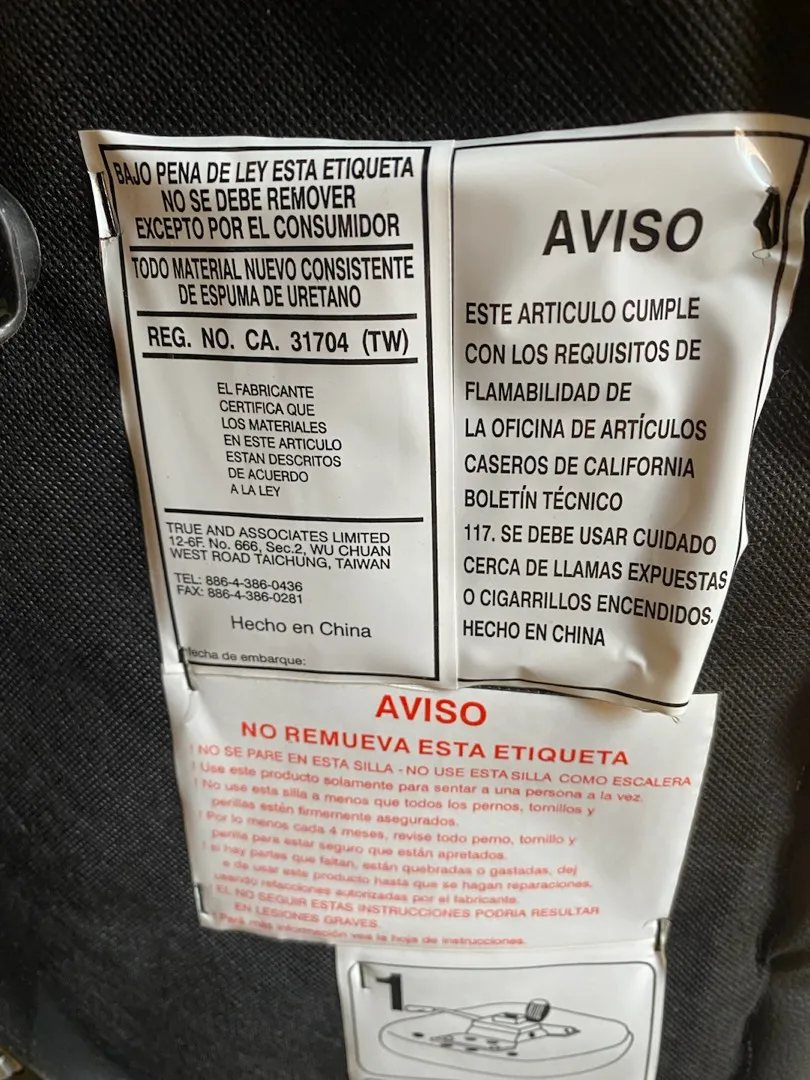 BAJO PENA DE LEY ESTA ETIQUETA
NO SE DEBE REMOVER
EXCEPTO POR EL CONSUMIDOR
TODO MATERIAL NUEVO CONSISTENTE
DE ESPUMA DE URETANO
REG. NO. CA. 31704 (TW)
EL FABRICANTE
CERTIFICA QUE
LOS MATERIALES
EN ESTE ARTICULO
ESTAN DESCRITOS
DE ACUERDO
A LA LEY
TRUE AND ASSOCIATES LIMITED
12-6F. No. 666, Sec.2, WU CHUAN
WEST ROAD TAICHUNG, TAIWAN
TEL: 886-4-386-0436
FAX: 886-4-386-0281
Hecho en China
fecha de embarque:
AVISO
ESTE ARTICULO CUMPLE
CON LOS REQUISITOS DE
FLAMABILIDAD DE
LA OFICINA DE ARTÍCULOS
CASEROS DE CALIFORNIA
BOLETÍN TÉCNICO
117. SE DEBE USAR CUIDADO
CERCA DE LLAMAS EXPUESTAS
O CIGARRILLOS ENCENDIDOS.
HECHO EN CHINA
AVISO
NO REMUEVA ESTA ETIQUETA
! NO SE PARE EN ESTA SILLA - NO USE ESTA SILLA COMO ESCALERA
! Use este producto solamente para sentar a una persona a la vez.
! No use esta silla a menos que todos los pernos, tornillos y
perillas estén firmemente asegurados.
! Por lo menos cada 4 meses, revise todo perno, tornillo y
perilla para estar seguro que están apretados.
! si hay partes que faltan, están quebradas o gastadas, dej
e de usar este producto hasta que se hagan reparaciones,
usando refacciones autorizadas por el fabricante.
! EL NO SEGUIR ESTAS INSTRUCCIONES PODRIA RESULTAR
EN LESIONES GRAVES.
! Para más información vea la hoja de instrucciones.
1